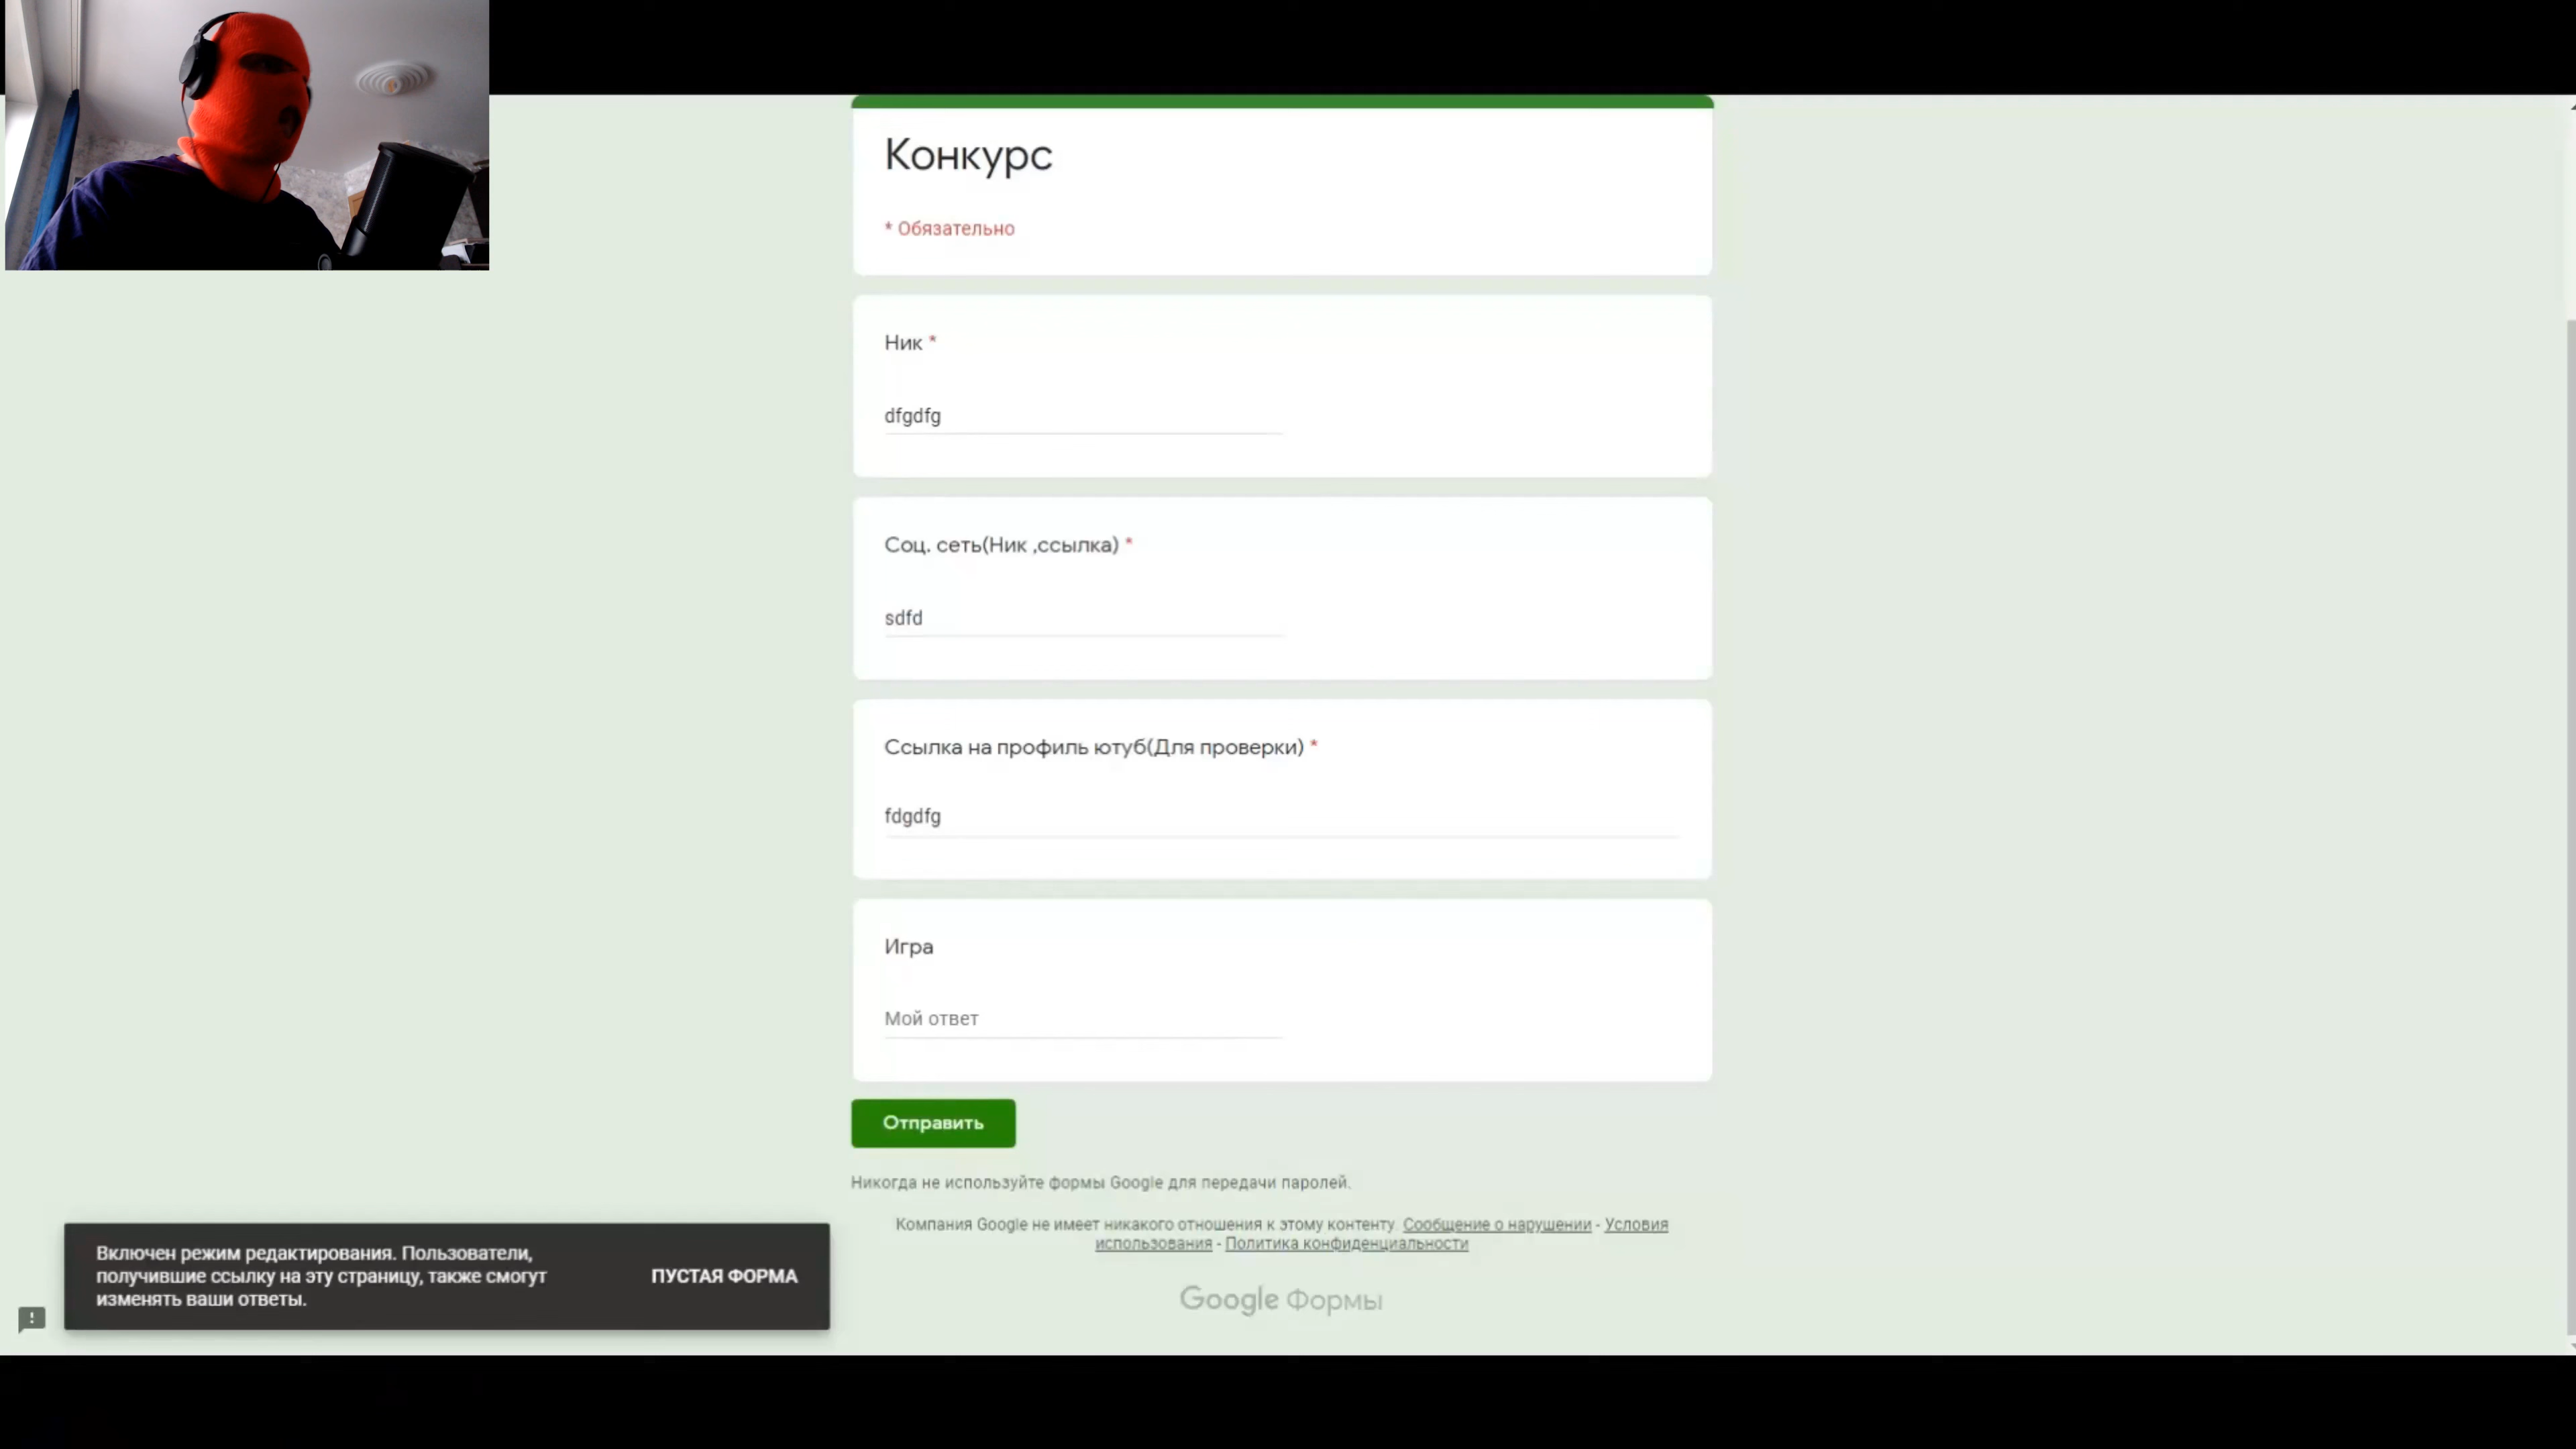 Конкурс
* Обязательно
Ник *
dfgdfg
Соц. сеть(Ник ,ссылка) *
sdfd
Ссылка на профиль ютуб(Для проверки) *
fdgdfg
Игра
Мой ответ
Отправить
Никогда не используйте формы Google для передачи паролей.
Компания Google не имеет никакого отношения к этому контенту. Сообщение о нарушении - Условия
использования - Политика конфиденциальности
Google Формы
Включен режим редактирования. Пользователи,
получившие ссылку на эту страницу, также смогут
изменять ваши ответы.
ПУСТАЯ ФОРМА